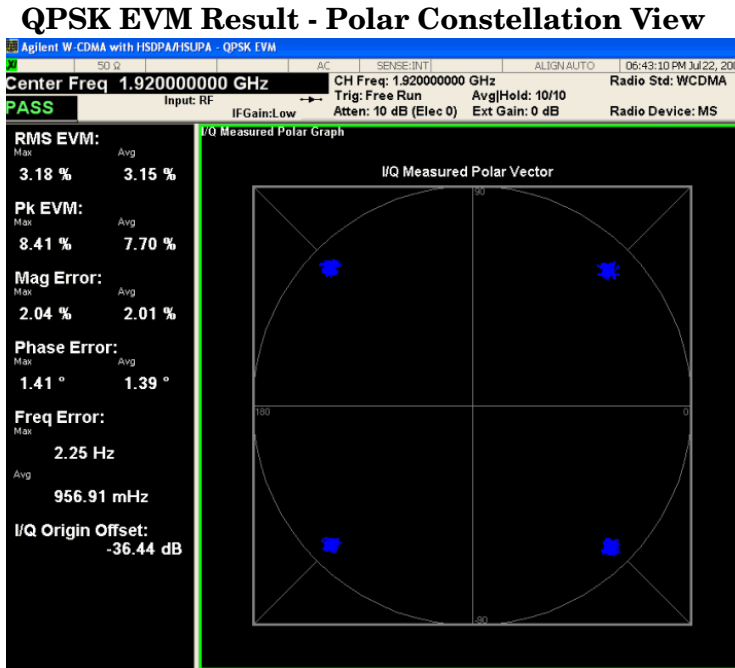 QPSK EVM Result - Polar Constellation View
Agilent W-CDMA with HSDPA/HSUPA - QPSK EVM
50 Ω AC SENSE:INT ALIGN AUTO 06:43:10 PM Jul 22, 200
Center Freq 1.920000000 GHz
CH Freq: 1.920000000 GHz
Radio Std: WCDMA
PASS
Input: RF
Trig: Free Run
Avg|Hold: 10/10
IFGain:Low
Atten: 10 dB (Elec 0)
Ext Gain: 0 dB
Radio Device: MS
RMS EVM:
Max Avg
3.18 % 3.15 %
Pk EVM:
Max Avg
8.41 % 7.70 %
Mag Error:
Max Avg
2.04 % 2.01 %
Phase Error:
Max Avg
1.41 ° 1.39 °
Freq Error:
Max
2.25 Hz
Avg
956.91 mHz
I/Q Origin Offset:
-36.44 dB
I/Q Measured Polar Graph
I/Q Measured Polar Vector
90
180
0
-90